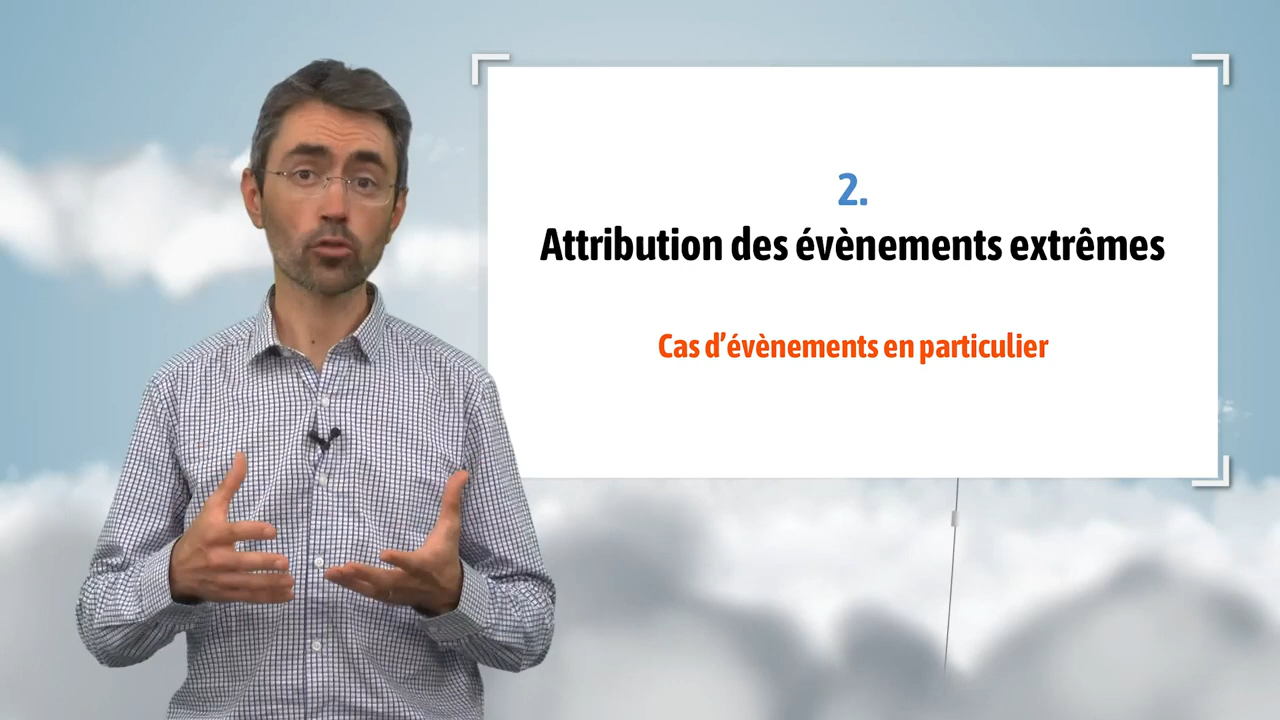 2.
Attribution des évènements extrêmes
Cas d’évènements en particulier